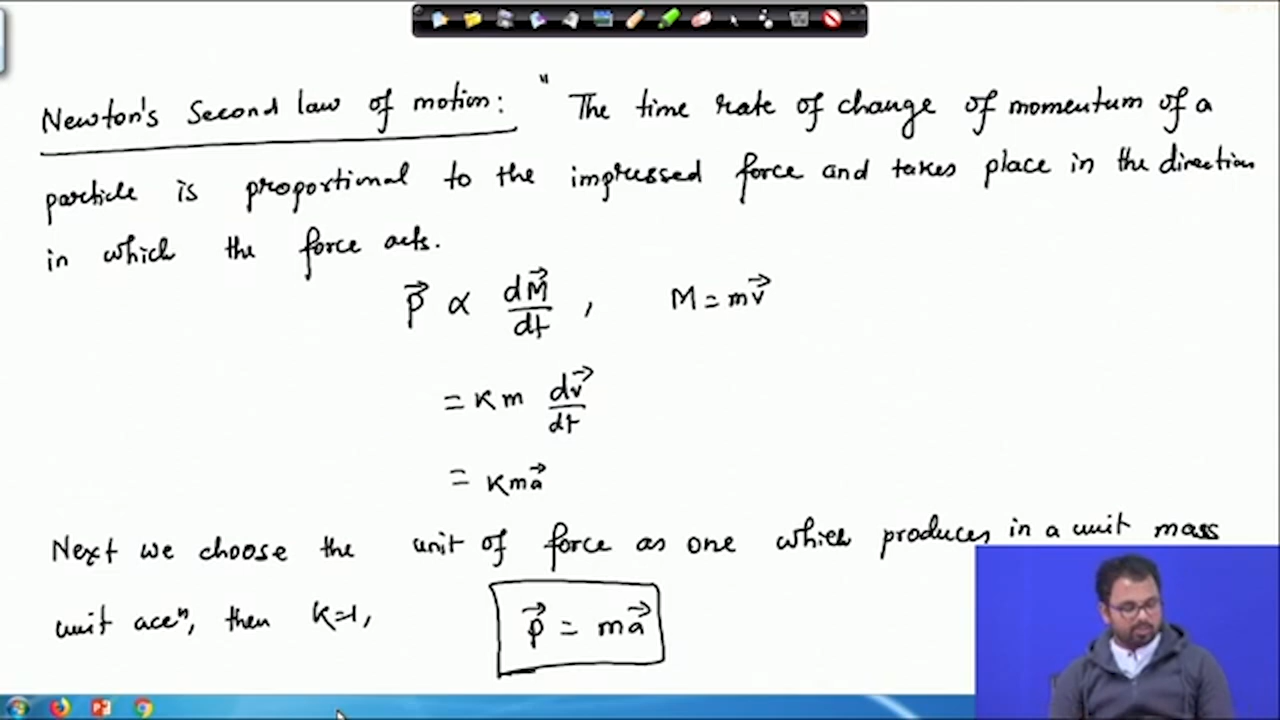 Newton's Second law of motion: " The time rate of change of momentum of a
particle is proportional to the impressed force and takes place in the direction
in which the force acts.
P⃗ ∝ dM⃗/dt , M = mv⃗
= K m dv⃗/dt
= K m a⃗
Next we choose the unit of force as one which produces in a unit mass
unit acc", then K=1,
P⃗ = ma⃗